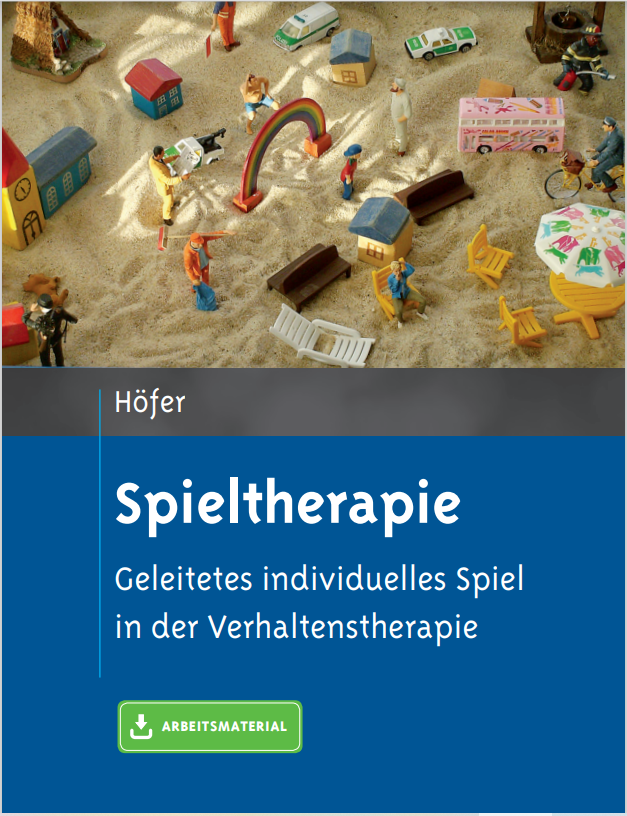 Höfer
Spieltherapie
Geleitetes individuelles Spiel
in der Verhaltenstherapie
ARBEITSMATERIAL